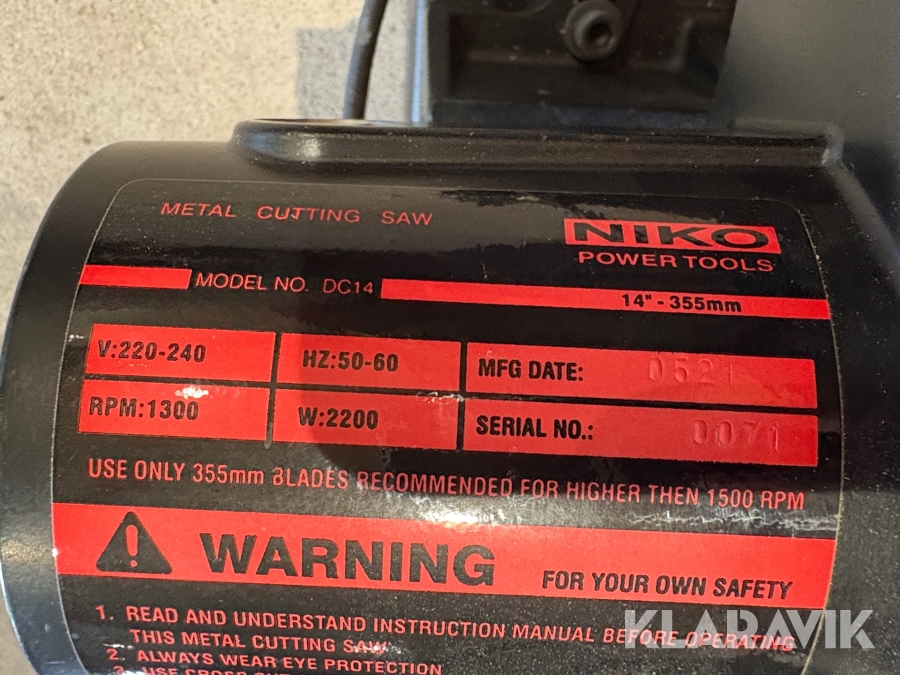 METAL CUTTING SAW
NIKO
POWER TOOLS
MODEL NO. DC14
14" - 355mm
V:220-240
HZ:50-60
MFG DATE: 0521
RPM:1300
W:2200
SERIAL NO.: 0071
USE ONLY 355mm BLADES RECOMMENDED FOR HIGHER THEN 1500 RPM
WARNING
FOR YOUR OWN SAFETY
1. READ AND UNDERSTAND INSTRUCTION MANUAL BEFORE OPERATING
THIS METAL CUTTING SAW
2. ALWAYS WEAR EYE PROTECTION
KLARAVIK